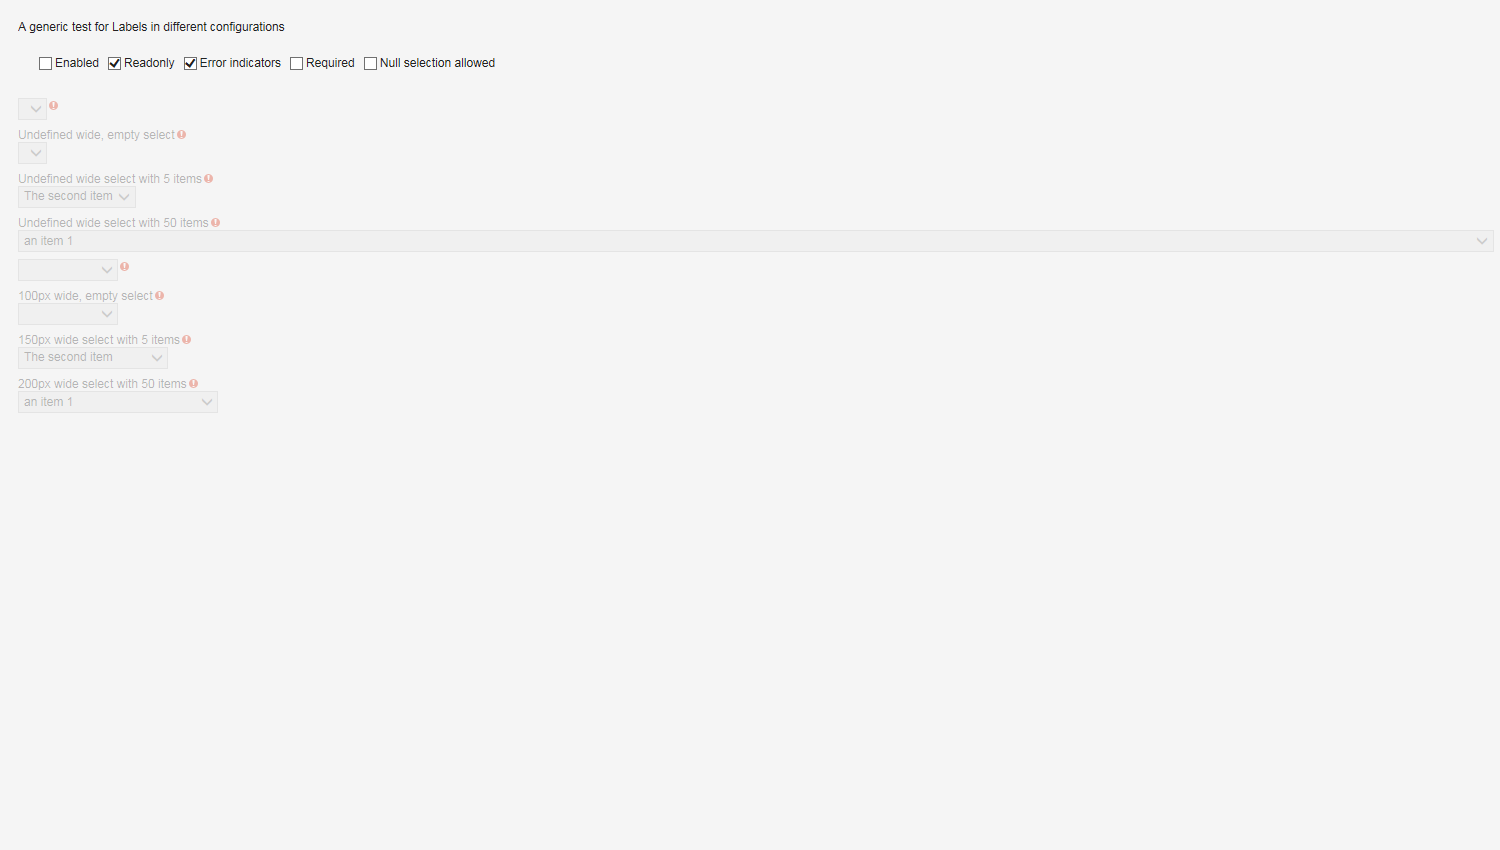 A generic test for Labels in different configurations
Enabled Readonly Error indicators Required Null selection allowed
Undefined wide, empty select
Undefined wide select with 5 items
The second item
Undefined wide select with 50 items
an item 1
100px wide, empty select
150px wide select with 5 items
The second item
200px wide select with 50 items
an item 1